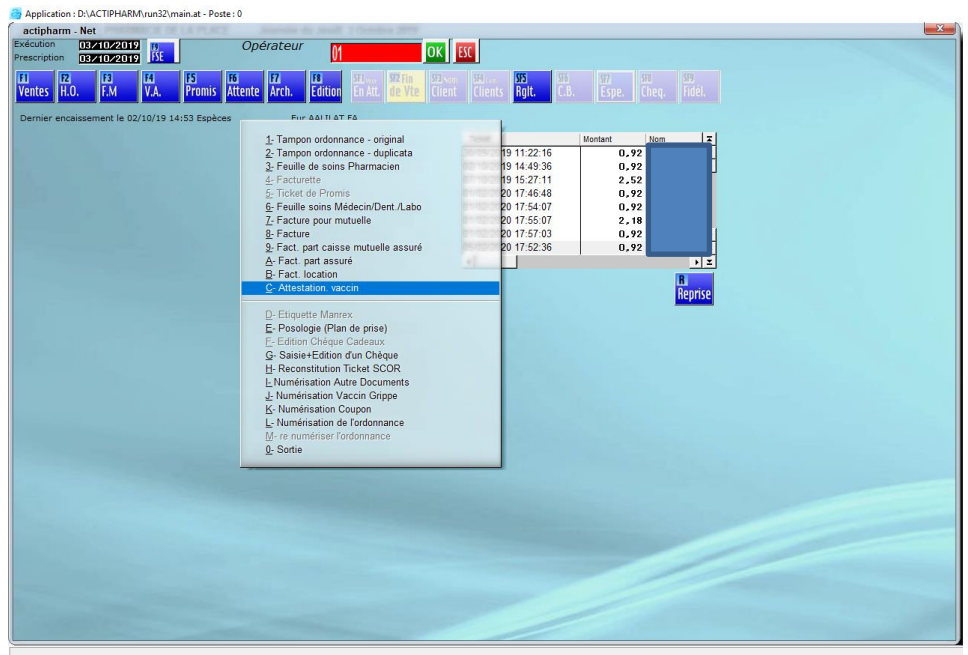 Application : D:\ACTIPHARM\run32\main.at - Poste : 0
actipharm - Net
Exécution 03/10/2019
Prescription 03/10/2019
FSE
Opérateur 01 OK ESC
F1 Ventes F2 H.O. F3 F.M F4 V.A. F5 Promis F6 Attente F7 Arch. F8 Edition En Att. SF2 Fin de Vte SF3 Nom Client SF4 Clients SF5 Rglt. SF6 C.B. SF7 Espe. SF8 Cheq. SF9 Fidél.
Dernier encaissement le 02/10/19 14:53 Espèces
1- Tampon ordonnance - original
2- Tampon ordonnance - duplicata
3- Feuille de soins Pharmacien
4- Facturette
5- Ticket de Promis
6- Feuille soins Médecin/Dent./Labo
7- Facture pour mutuelle
8- Facture
9- Fact. part caisse mutuelle assuré
A- Fact. part assuré
B- Fact. location
C- Attestation. vaccin
D- Etiquette Manrex
E- Posologie (Plan de prise)
F- Edition Chèque Cadeaux
G- Saisie+Edition d'un Chèque
H- Reconstitution Ticket SCOR
I- Numérisation Autre Documents
J- Numérisation Vaccin Grippe
K- Numérisation Coupon
L- Numérisation de l'ordonnance
M- re numériser l'ordonnance
0- Sortie
Montant Nom
19 11:22:16 0,92
19 14:49:36 0,92
19 15:27:11 2,52
20 17:46:48 0,92
20 17:54:07 0,92
20 17:55:07 2,18
20 17:57:03 0,92
20 17:52:36 0,92
R Reprise